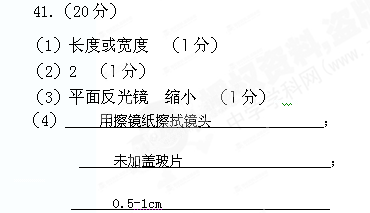 41.(20分)
(1) 长度或宽度 (1分)
(2) 2 (1分)
(3) 平面反光镜 缩小 (1分)
(4) 用擦镜纸擦拭镜头 ;
未加盖玻片 ;
0.5-1cm